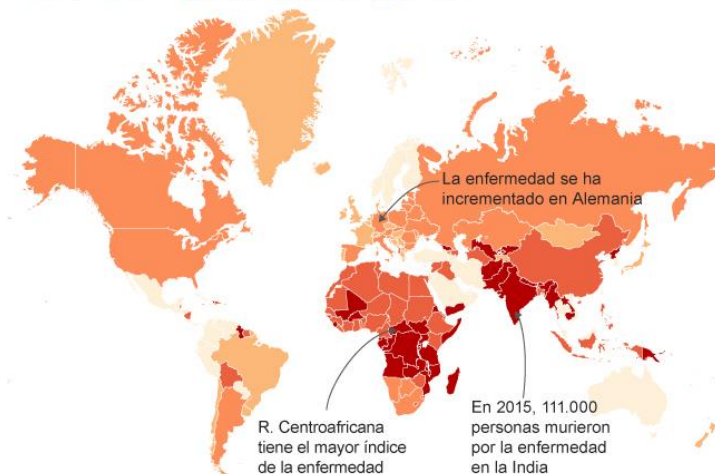 La enfermedad se ha
incrementado en Alemania
R. Centroafricana
tiene el mayor índice
de la enfermedad
En 2015, 111.000
personas murieron
por la enfermedad
en la India